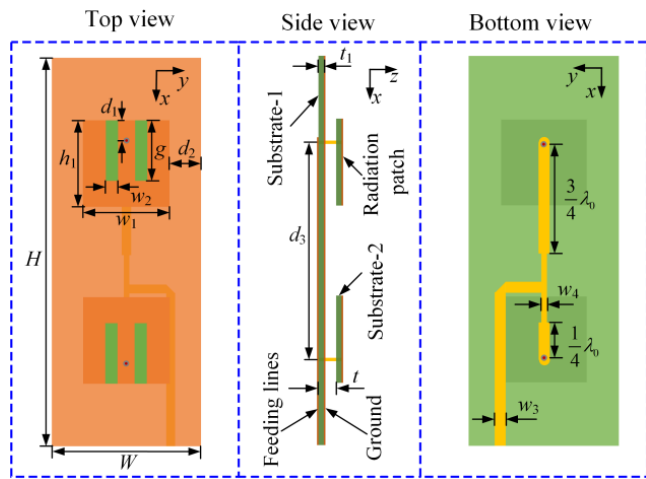 Top view
y
x
d₁
h₁
g
d₂
w₂
w₁
H
W
Side view
t₁
z
x
Substrate-1
Radiation
patch
d₃
Substrate-2
t
Feeding lines
Ground
Bottom view
y
x
3/4 λ₀
w₄
1/4 λ₀
w₃